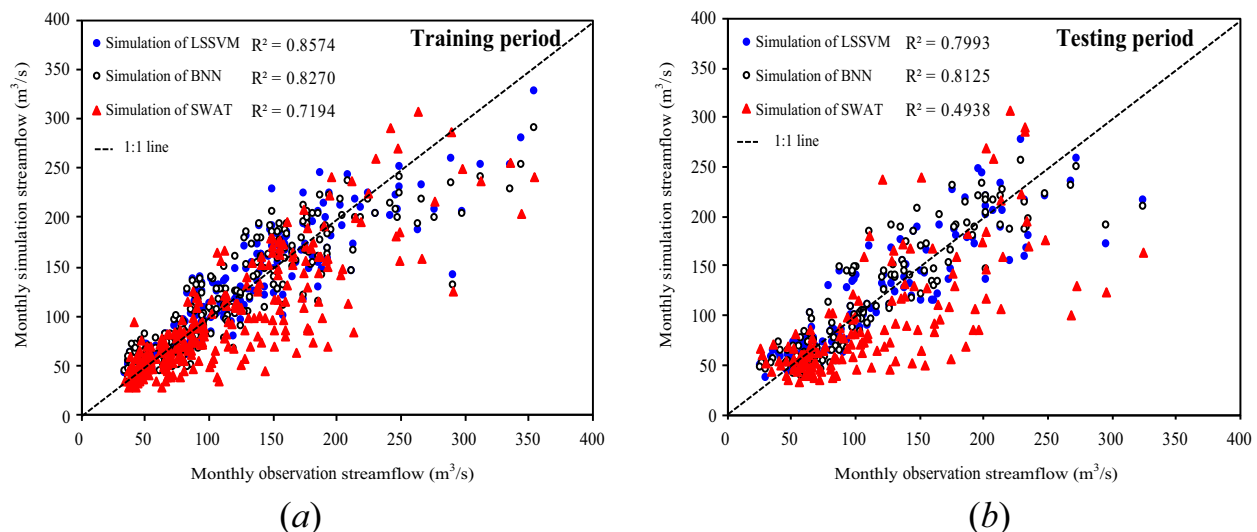 Training period
Simulation of LSSVM R² = 0.8574
Simulation of BNN R² = 0.8270
Simulation of SWAT R² = 0.7194
1:1 line
400
350
300
250
200
150
100
50
0
0 50 100 150 200 250 300 350 400
Monthly simulation streamflow (m³/s)
Monthly observation streamflow (m³/s)
(a)
Testing period
Simulation of LSSVM R² = 0.7993
Simulation of BNN R² = 0.8125
Simulation of SWAT R² = 0.4938
1:1 line
400
350
300
250
200
150
100
50
0
0 50 100 150 200 250 300 350 400
Monthly simulation streamflow (m³/s)
Monthly observation streamflow (m³/s)
(b)